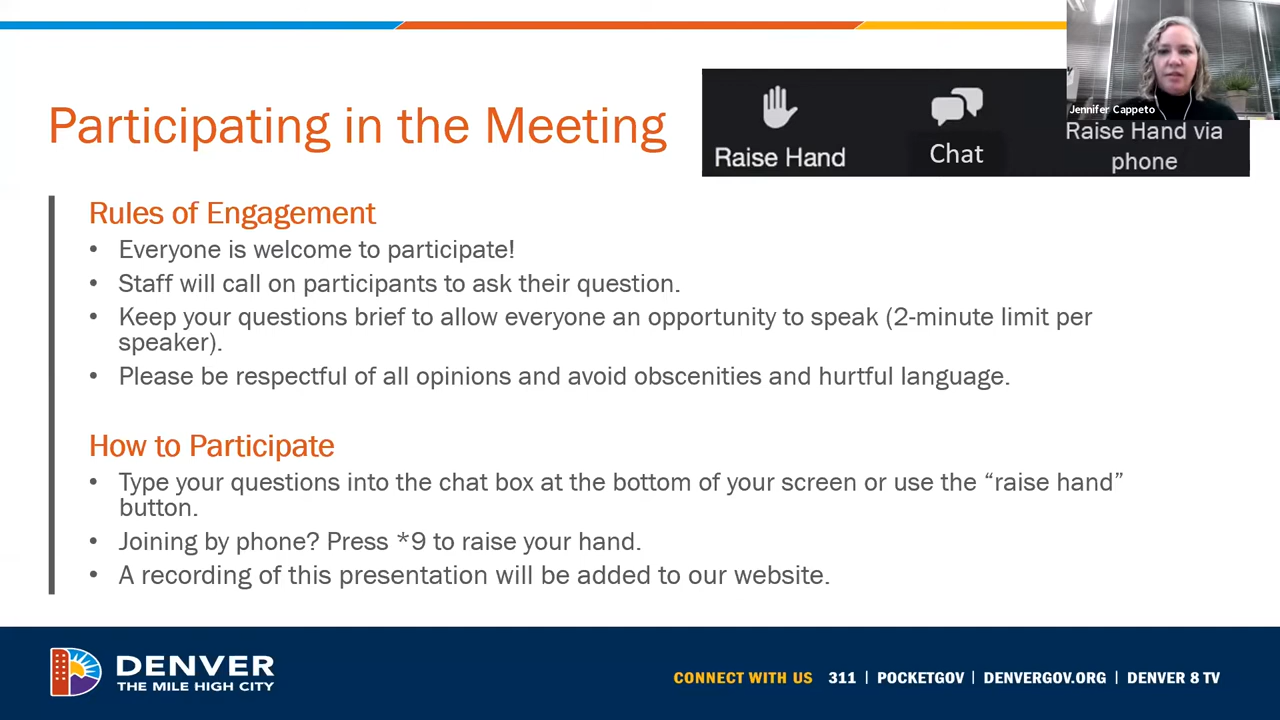 Jennifer Cappeto
Participating in the Meeting
Raise Hand
Chat
Raise Hand via
phone
Rules of Engagement
• Everyone is welcome to participate!
• Staff will call on participants to ask their question.
• Keep your questions brief to allow everyone an opportunity to speak (2-minute limit per
speaker).
• Please be respectful of all opinions and avoid obscenities and hurtful language.
How to Participate
• Type your questions into the chat box at the bottom of your screen or use the “raise hand”
button.
• Joining by phone? Press *9 to raise your hand.
• A recording of this presentation will be added to our website.
DENVER
THE MILE HIGH CITY
CONNECT WITH US 311 | POCKETGOV | DENVERGOV.ORG | DENVER 8 TV